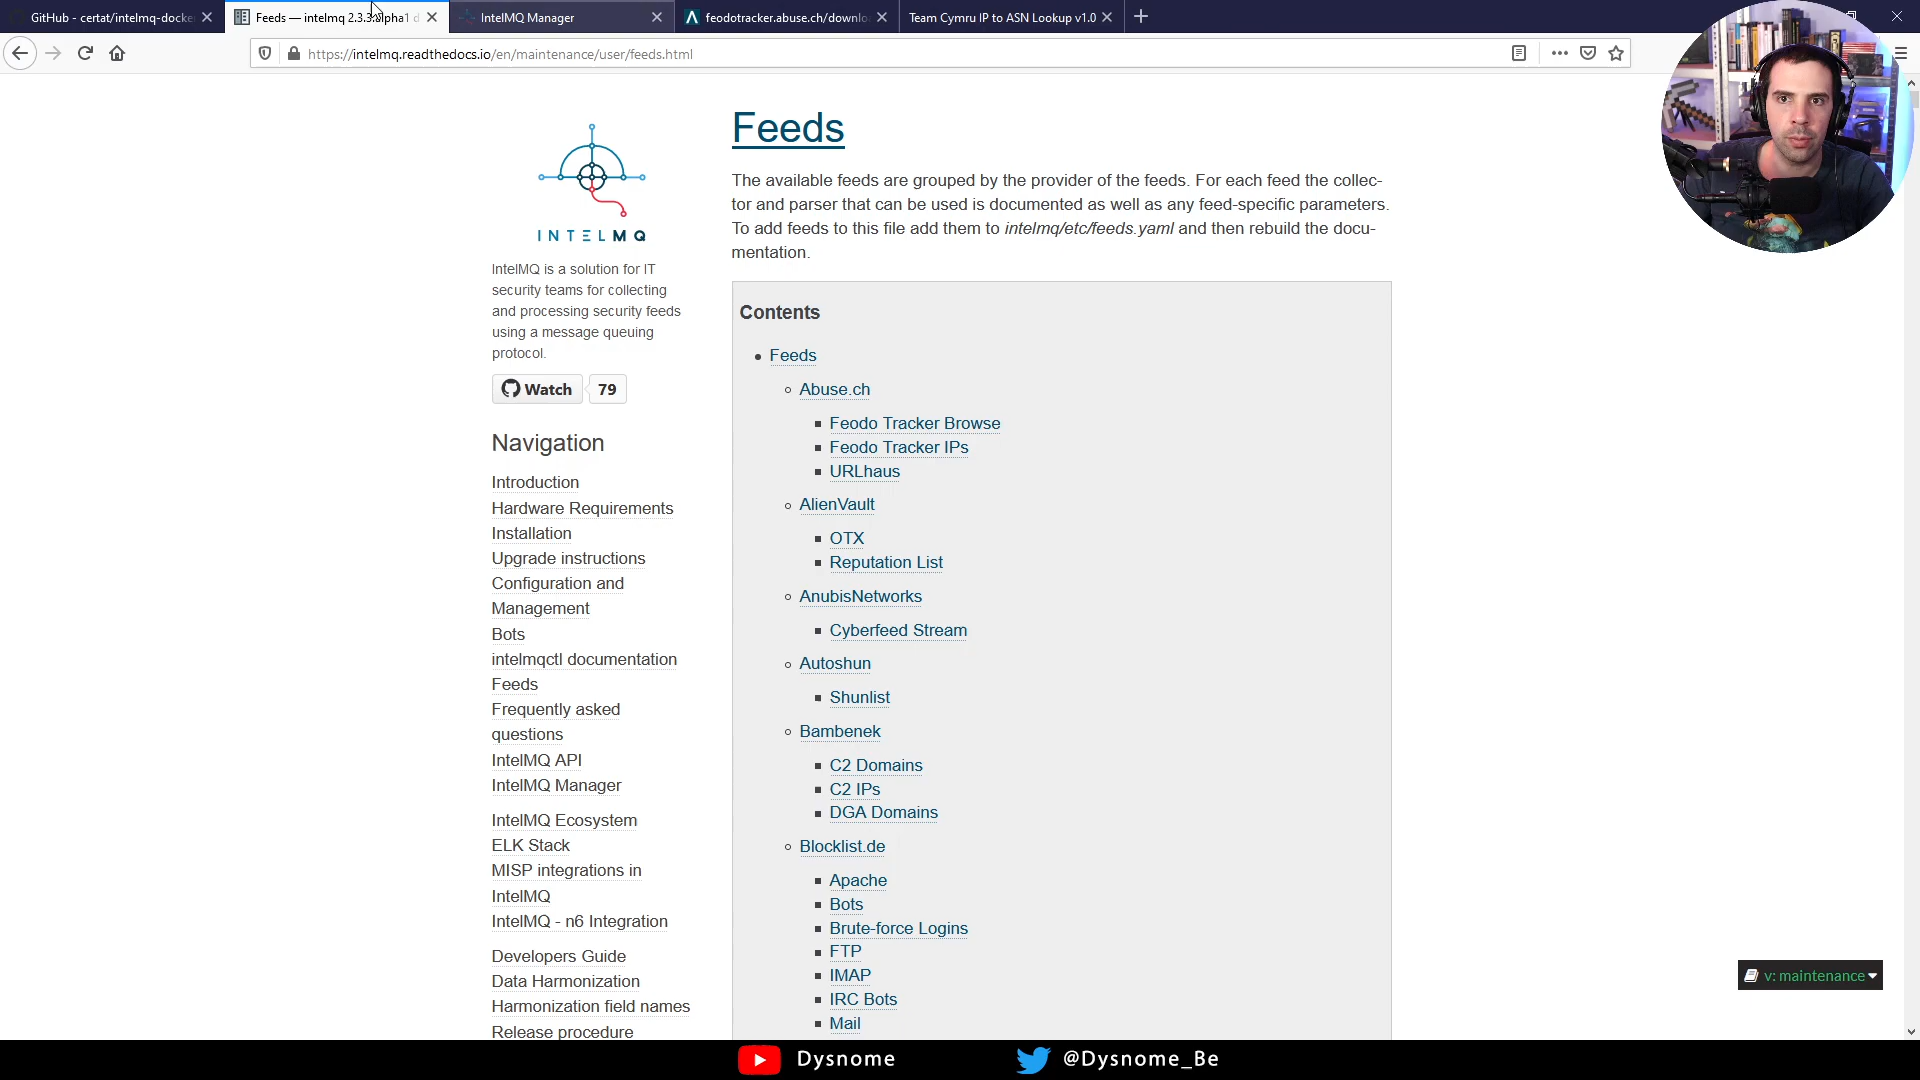 GitHub - certat/intelmq-docke
Feeds — intelmq 2.3.3.alpha1 d
IntelMQ Manager
feodotracker.abuse.ch/downlo
Team Cymru IP to ASN Lookup v1.0
https://intelmq.readthedocs.io/en/maintenance/user/feeds.html
INTELMQ
IntelMQ is a solution for IT
security teams for collecting
and processing security feeds
using a message queuing
protocol.
Watch 79
Navigation
Introduction
Hardware Requirements
Installation
Upgrade instructions
Configuration and
Management
Bots
intelmqctl documentation
Feeds
Frequently asked
questions
IntelMQ API
IntelMQ Manager
IntelMQ Ecosystem
ELK Stack
MISP integrations in
IntelMQ
IntelMQ - n6 Integration
Developers Guide
Data Harmonization
Harmonization field names
Release procedure
Feeds
The available feeds are grouped by the provider of the feeds. For each feed the collec-
tor and parser that can be used is documented as well as any feed-specific parameters.
To add feeds to this file add them to intelmq/etc/feeds.yaml and then rebuild the docu-
mentation.
Contents
Feeds
Abuse.ch
Feodo Tracker Browse
Feodo Tracker IPs
URLhaus
AlienVault
OTX
Reputation List
AnubisNetworks
Cyberfeed Stream
Autoshun
Shunlist
Bambenek
C2 Domains
C2 IPs
DGA Domains
Blocklist.de
Apache
Bots
Brute-force Logins
FTP
IMAP
IRC Bots
Mail
v: maintenance
Dysnome
@Dysnome_Be